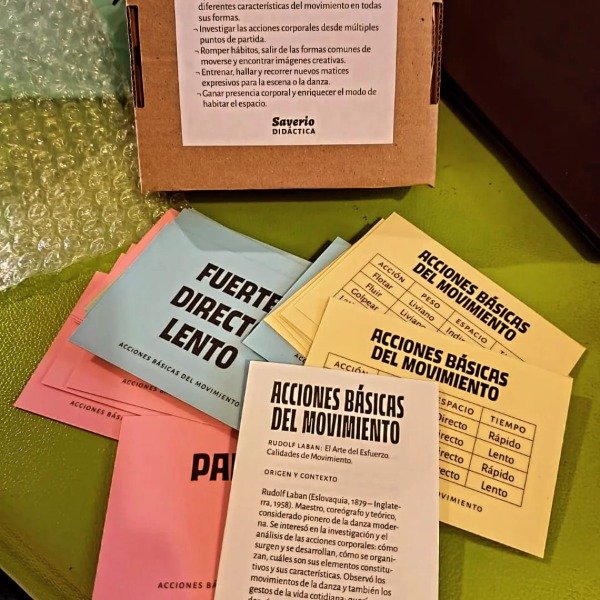 diferentes características del movimiento en todas
sus formas.
¬ Investigar las acciones corporales desde múltiples
puntos de partida.
¬ Romper hábitos, salir de las formas comunes de
moverse y encontrar imágenes creativas.
¬ Entrenar, hallar y recorrer nuevos matices
expresivos para la escena o la danza.
¬ Ganar presencia corporal y enriquecer el modo de
habitar el espacio.
Saverio
DIDÁCTICA
FUERTE
DIRECT
LENTO
ACCIONES BÁSICAS DEL MOVIMIENTO
ACCIONES BÁSICAS
DEL MOVIMIENTO
ACCIÓN PESO ESPACIO
Flotar Liviano
Fluir Liviano
Golpear
ACCIONES BÁSICAS
DEL MOVIMIENTO
ESPACIO TIEMPO
Directo Rápido
Directo Lento
Directo Rápido
Directo Lento
MOVIMIENTO
ACCIONES
ACCIONES BÁS
PA
ACCIONES BÁ
ACCIONES BÁSICAS
DEL MOVIMIENTO
RUDOLF LABAN: El Arte del Esfuerzo.
Calidades de Movimiento.
ORIGEN Y CONTEXTO
Rudolf Laban (Eslovaquia, 1879 – Inglate-
rra, 1958). Maestro, coreógrafo y teórico,
considerado pionero de la danza moder-
na. Se interesó en la investigación y el
análisis de las acciones corporales: cómo
surgen y se desarrollan, cómo se organi-
zan, cuáles son sus elementos constitu-
tivos y sus características. Observó los
movimientos de la danza y también los
gestos de la vida cotidiana;